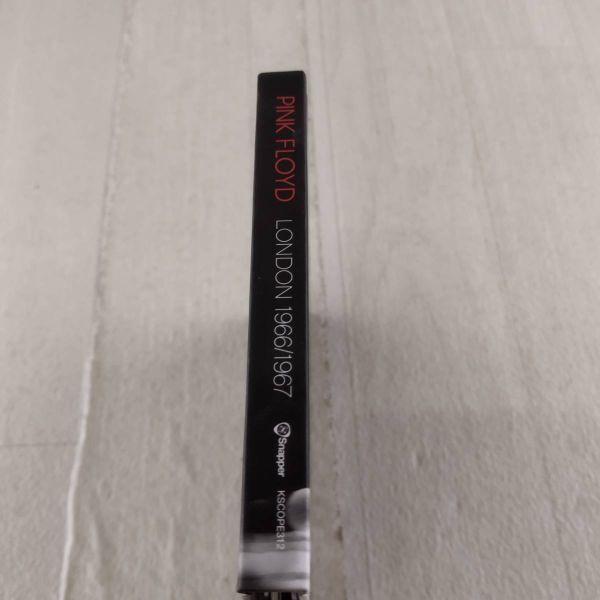 PINK FLOYD LONDON 1966/1967 Snapper KSCOPE312